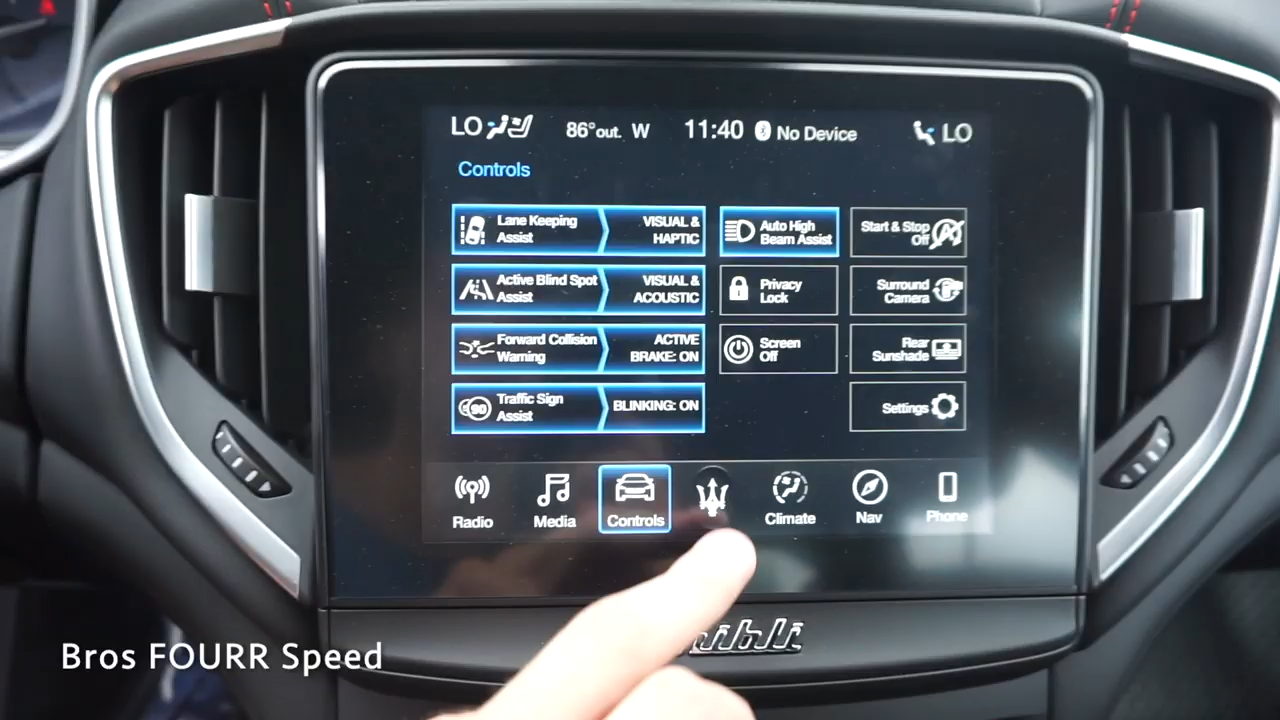 LO 86°out. W 11:40 No Device LO
Controls
Lane Keeping
Assist
VISUAL &
HAPTIC
Auto High
Beam Assist
Start & Stop
Off
Active Blind Spot
Assist
VISUAL &
ACOUSTIC
Privacy
Lock
Surround
Camera
Forward Collision
Warning
ACTIVE
BRAKE: ON
Screen
Off
Rear
Sunshade
90
Traffic Sign
Assist
BLINKING: ON
Settings
Radio Media Controls Climate Nav Phone
Bros FOURR Speed